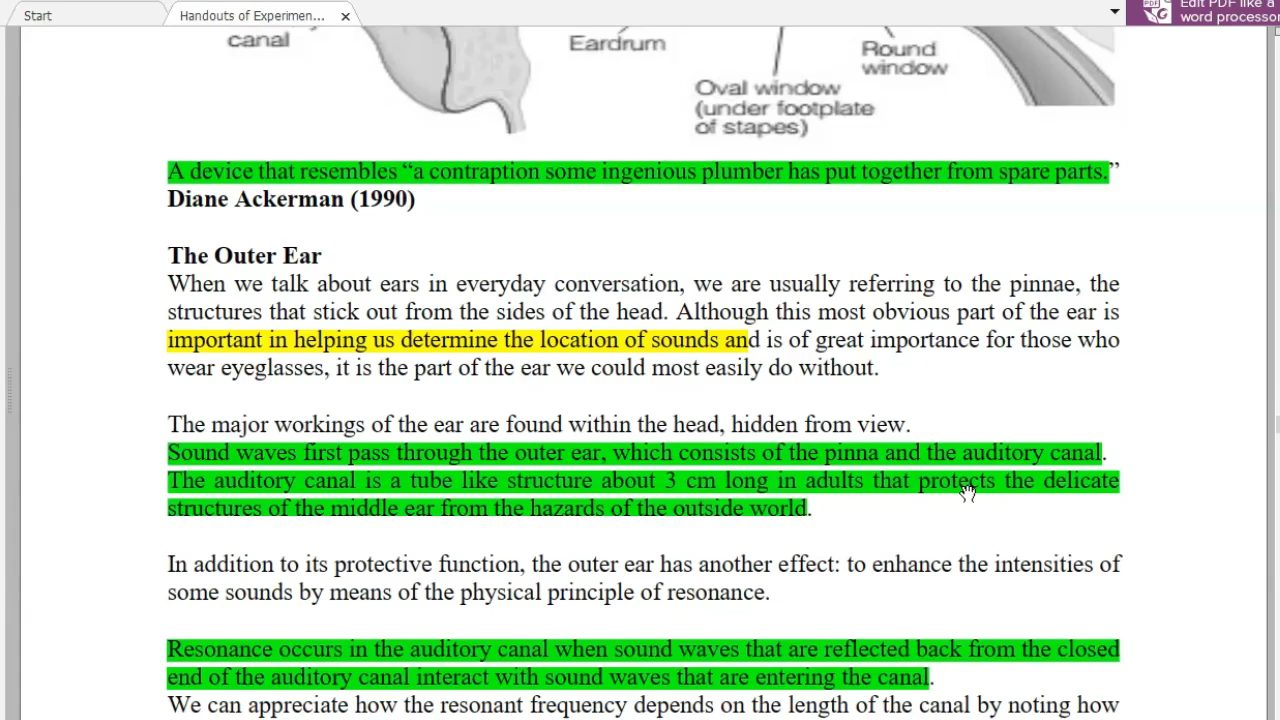 Start
Handouts of Experimen...
Edit PDF like a
word processor
canal
Eardrum
Round
window
Oval window
(under footplate
of stapes)
A device that resembles “a contraption some ingenious plumber has put together from spare parts.”
Diane Ackerman (1990)
The Outer Ear
When we talk about ears in everyday conversation, we are usually referring to the pinnae, the
structures that stick out from the sides of the head. Although this most obvious part of the ear is
important in helping us determine the location of sounds and is of great importance for those who
wear eyeglasses, it is the part of the ear we could most easily do without.
The major workings of the ear are found within the head, hidden from view.
Sound waves first pass through the outer ear, which consists of the pinna and the auditory canal.
The auditory canal is a tube like structure about 3 cm long in adults that protects the delicate
structures of the middle ear from the hazards of the outside world.
In addition to its protective function, the outer ear has another effect: to enhance the intensities of
some sounds by means of the physical principle of resonance.
Resonance occurs in the auditory canal when sound waves that are reflected back from the closed
end of the auditory canal interact with sound waves that are entering the canal.
We can appreciate how the resonant frequency depends on the length of the canal by noting how